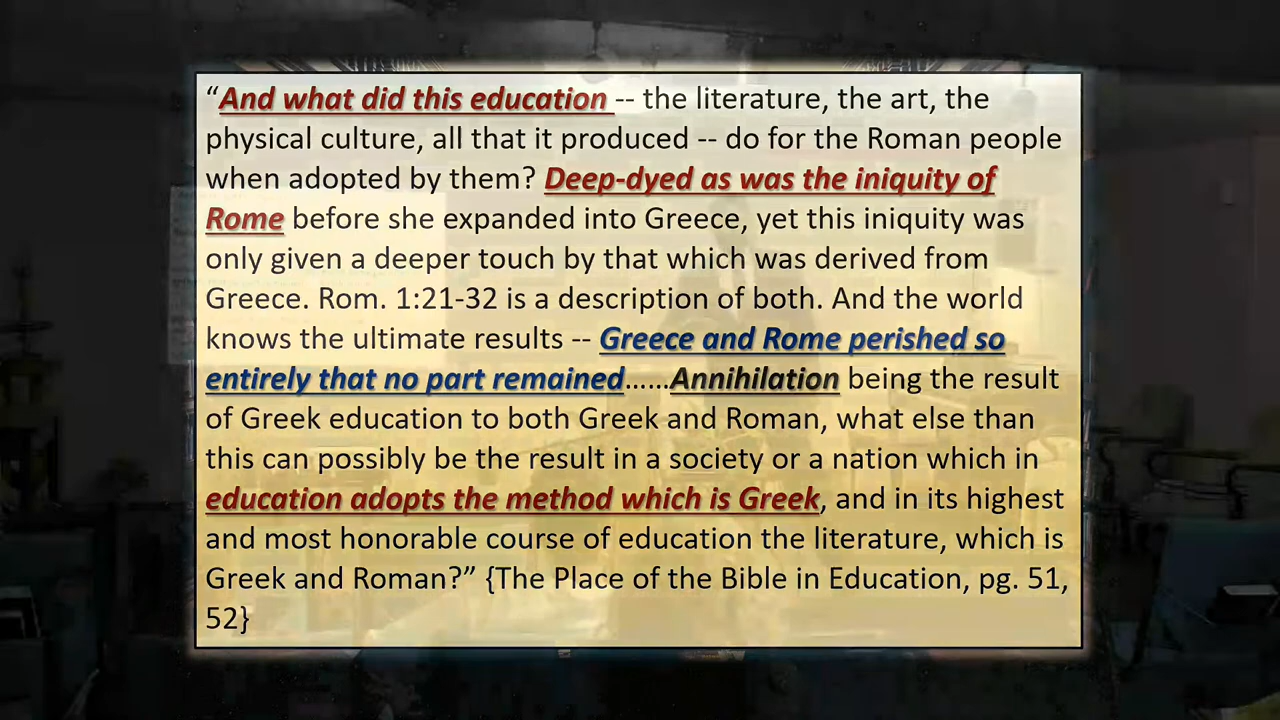 “And what did this education -- the literature, the art, the
physical culture, all that it produced -- do for the Roman people
when adopted by them? Deep-dyed as was the iniquity of
Rome before she expanded into Greece, yet this iniquity was
only given a deeper touch by that which was derived from
Greece. Rom. 1:21-32 is a description of both. And the world
knows the ultimate results -- Greece and Rome perished so
entirely that no part remained......Annihilation being the result
of Greek education to both Greek and Roman, what else than
this can possibly be the result in a society or a nation which in
education adopts the method which is Greek, and in its highest
and most honorable course of education the literature, which is
Greek and Roman?” {The Place of the Bible in Education, pg. 51,
52}